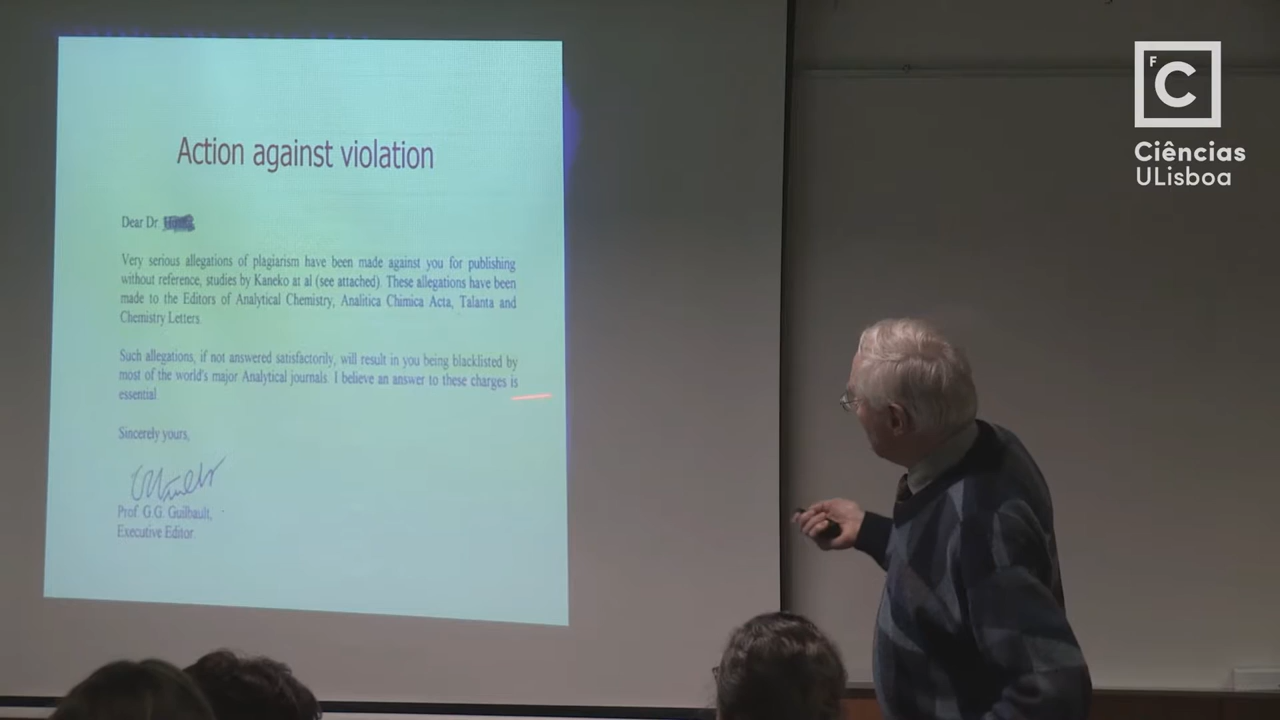 Action against violation
Dear Dr.
Very serious allegations of plagiarism have been made against you for publishing
without reference, studies by Kaneko at al (see attached). These allegations have been
made to the Editors of Analytical Chemistry, Analitica Chimica Acta, Talanta and
Chemistry Letters.
Such allegations, if not answered satisfactorily, will result in you being blacklisted by
most of the world's major Analytical journals. I believe an answer to these charges is
essential.
Sincerely yours,
Prof. G.G. Guilbault,
Executive Editor
F
C
Ciências
ULisboa